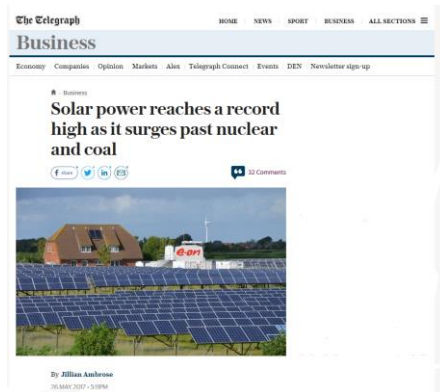 The Telegraph
HOME NEWS SPORT BUSINESS ALL SECTIONS
Business
Economy Companies Opinion Markets Alex Telegraph Connect Events DEN Newsletter sign-up
Business
Solar power reaches a record
high as it surges past nuclear
and coal
share
32 Comments
e·on
By Jillian Ambrose
26 MAY 2017 • 5:19PM